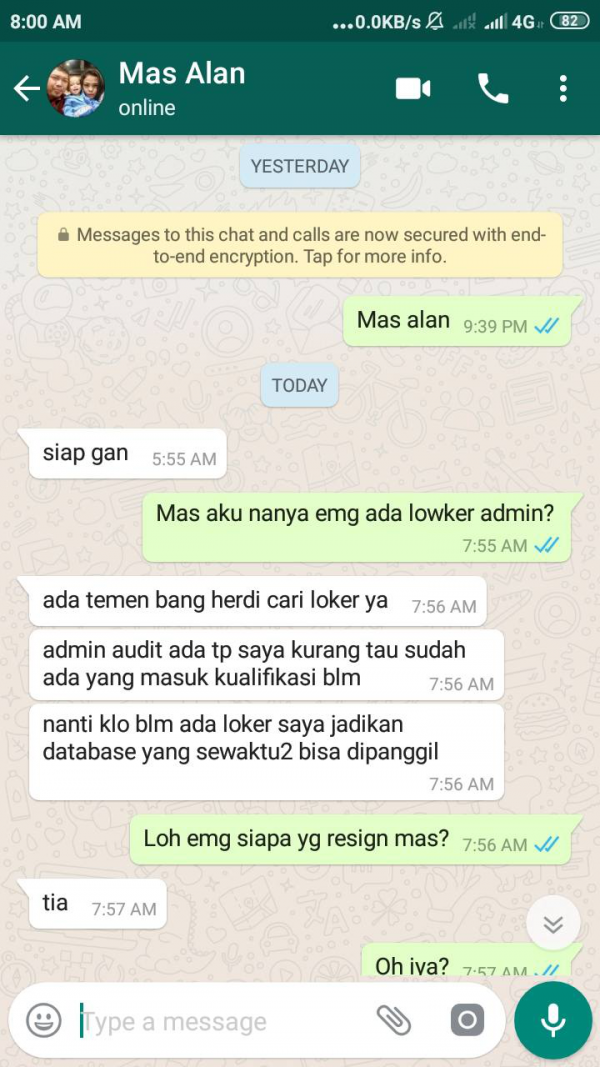 8:00 AM
...0.0KB/s 4G 82
Mas Alan
online
YESTERDAY
Messages to this chat and calls are now secured with end-
to-end encryption. Tap for more info.
Mas alan 9:39 PM
TODAY
siap gan 5:55 AM
Mas aku nanya emg ada lowker admin?
7:55 AM
ada temen bang herdi cari loker ya 7:56 AM
admin audit ada tp saya kurang tau sudah
ada yang masuk kualifikasi blm 7:56 AM
nanti klo blm ada loker saya jadikan
database yang sewaktu2 bisa dipanggil
7:56 AM
Loh emg siapa yg resign mas? 7:56 AM
tia 7:57 AM
Oh iya? 7:57 AM
Type a message